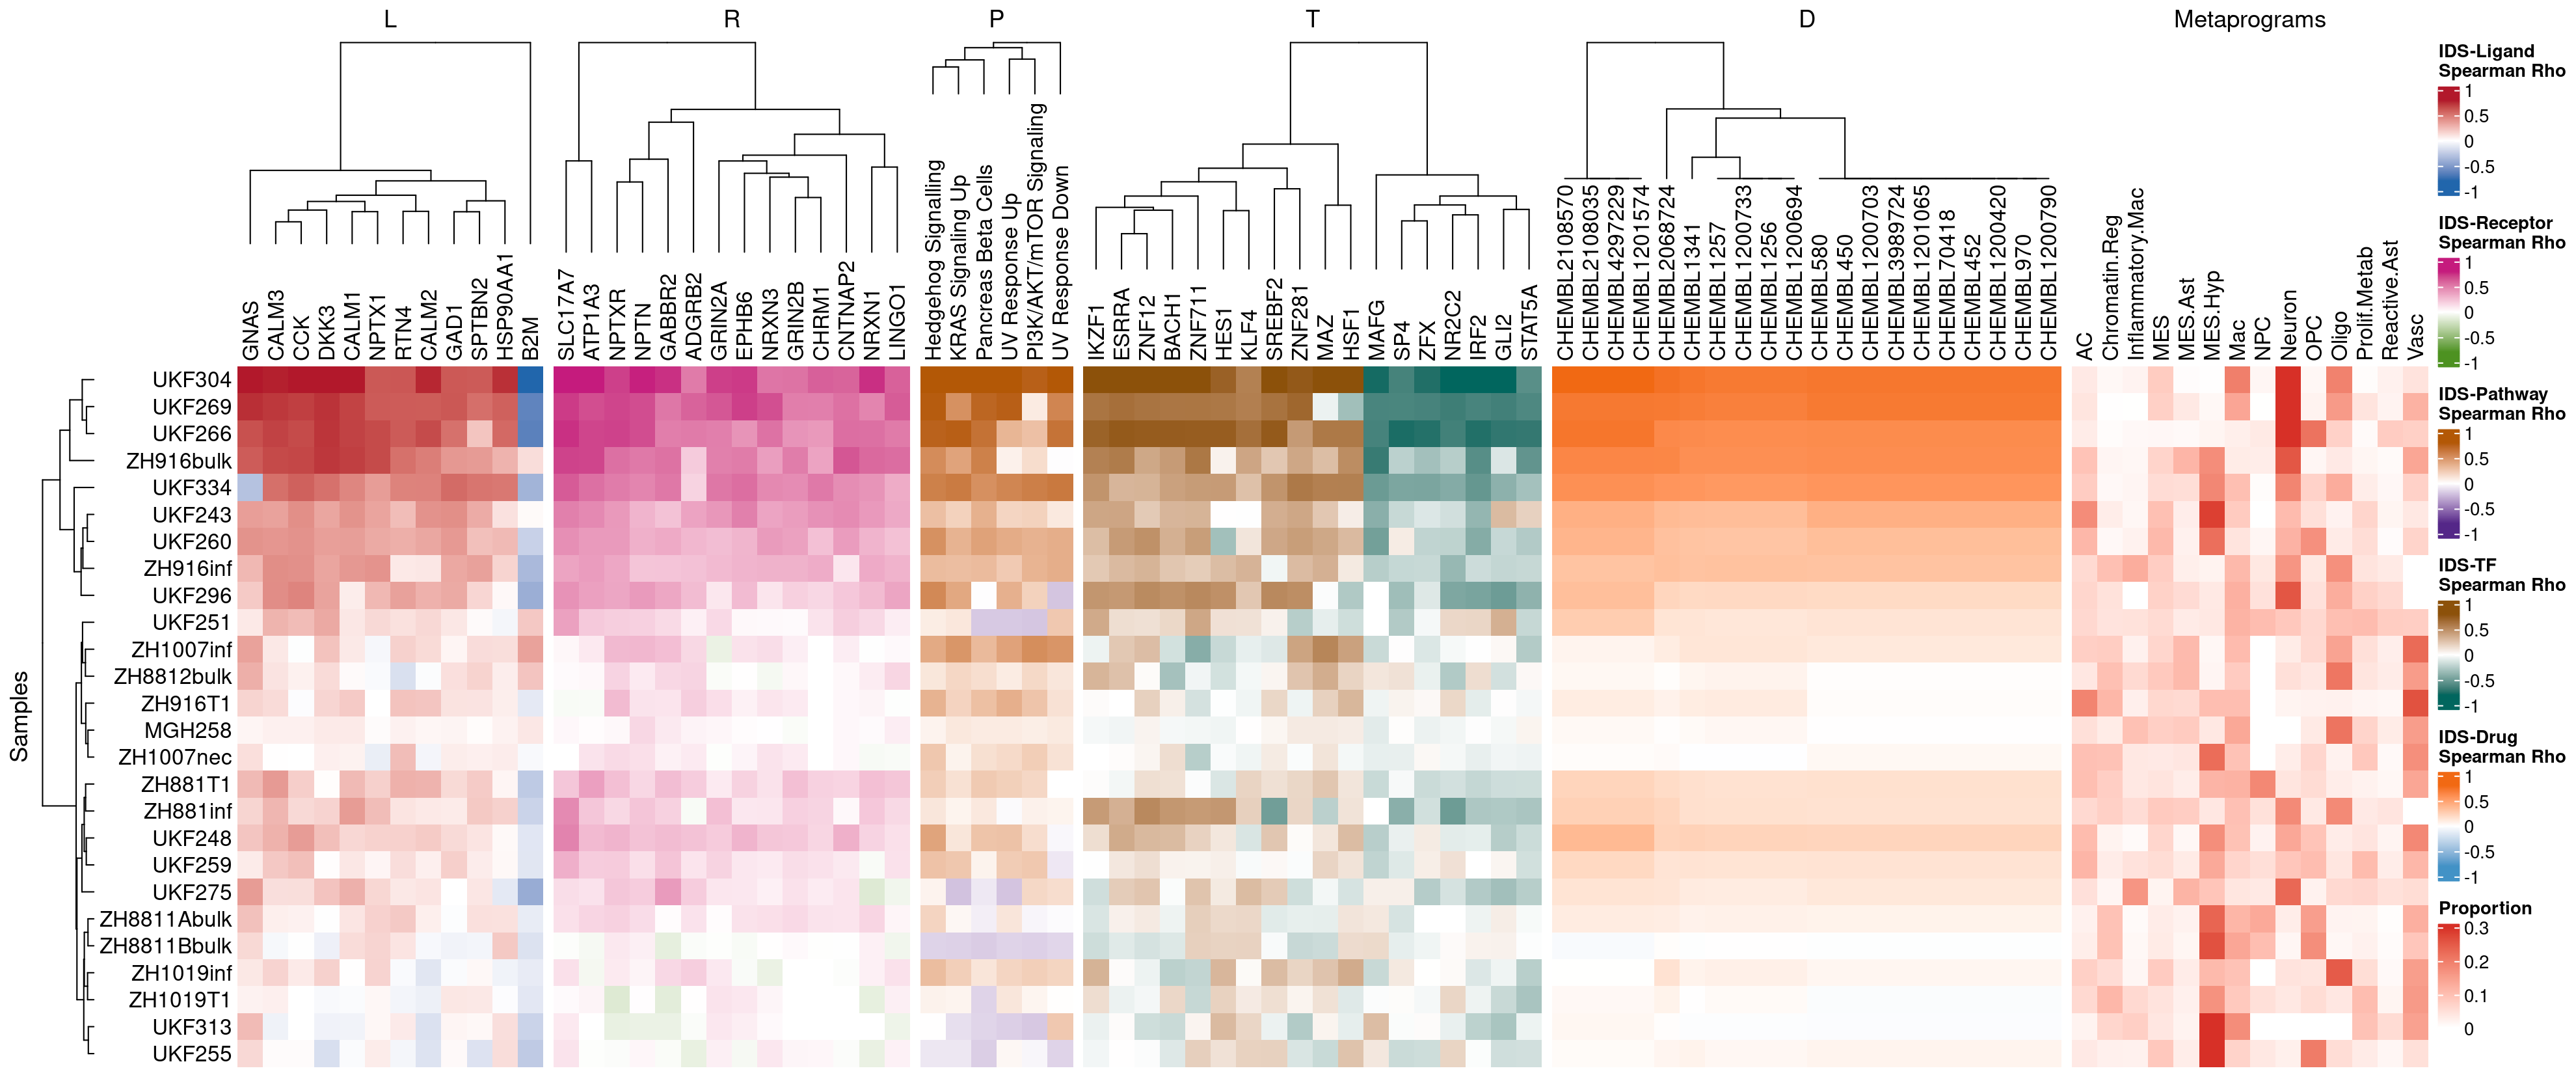 L
R
P
T
D
Metaprograms
GNAS
CALM3
CCK
DKK3
CALM1
NPTX1
RTN4
CALM2
GAD1
SPTBN2
HSP90AA1
B2M
SLC17A7
ATP1A3
NPTXR
NPTN
GABBR2
ADGRB2
GRIN2A
EPHB6
NRXN3
GRIN2B
CHRM1
CNTNAP2
NRXN1
LINGO1
Hedgehog Signalling
KRAS Signaling Up
Pancreas Beta Cells
UV Response Up
PI3K/AKT/mTOR Signaling
UV Response Down
IKZF1
ESRRA
ZNF12
BACH1
ZNF711
HES1
KLF4
SREBF2
ZNF281
MAZ
HSF1
MAFG
SP4
ZFX
NR2C2
IRF2
GLI2
STAT5A
CHEMBL2108570
CHEMBL2108035
CHEMBL4297229
CHEMBL1201574
CHEMBL2068724
CHEMBL1341
CHEMBL1257
CHEMBL1200733
CHEMBL1256
CHEMBL1200694
CHEMBL580
CHEMBL450
CHEMBL1200703
CHEMBL3989724
CHEMBL1201065
CHEMBL70418
CHEMBL452
CHEMBL1200420
CHEMBL970
CHEMBL1200790
AC
Chromatin.Reg
Inflammatory.Mac
MES
MES.Ast
MES.Hyp
Mac
NPC
Neuron
OPC
Oligo
Prolif.Metab
Reactive.Ast
Vasc
Samples
UKF304
UKF269
UKF266
ZH916bulk
UKF334
UKF243
UKF260
ZH916inf
UKF296
UKF251
ZH1007inf
ZH8812bulk
ZH916T1
MGH258
ZH1007nec
ZH881T1
ZH881inf
UKF248
UKF259
UKF275
ZH8811Abulk
ZH8811Bbulk
ZH1019inf
ZH1019T1
UKF313
UKF255
IDS-Ligand
Spearman Rho
1
0.5
0
-0.5
-1
IDS-Receptor
Spearman Rho
1
0.5
0
-0.5
-1
IDS-Pathway
Spearman Rho
1
0.5
0
-0.5
-1
IDS-TF
Spearman Rho
1
0.5
0
-0.5
-1
IDS-Drug
Spearman Rho
1
0.5
0
-0.5
-1
Proportion
0.3
0.2
0.1
0